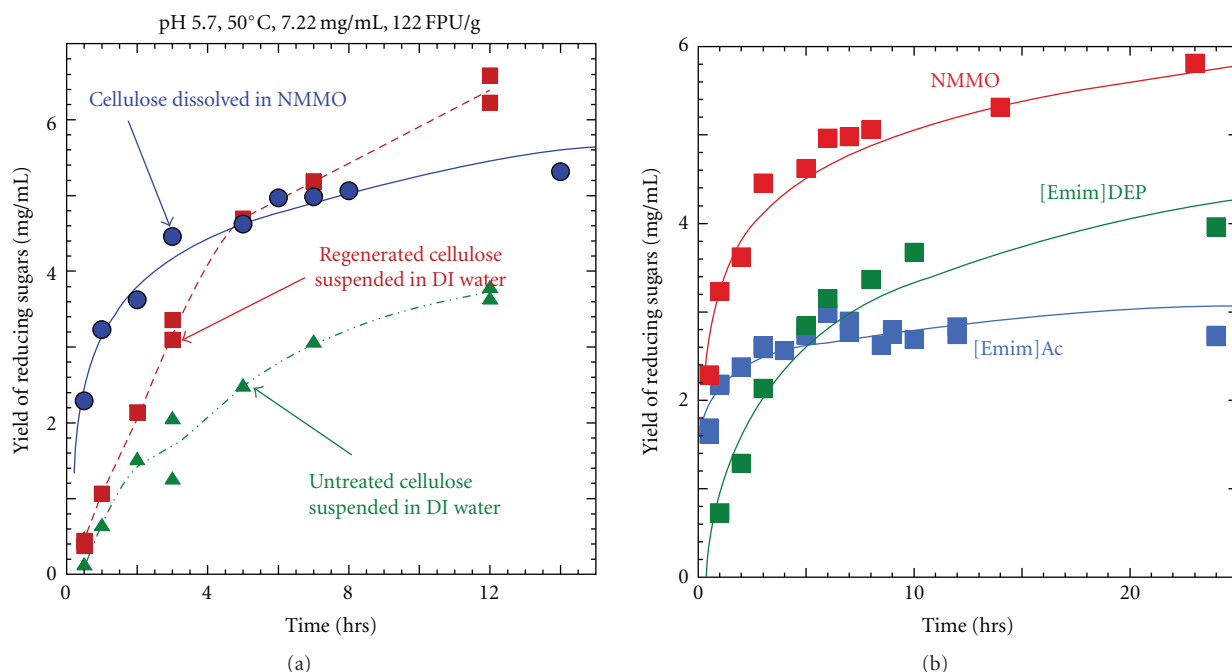 pH 5.7, 50°C, 7.22 mg/mL, 122 FPU/g
Yield of reducing sugars (mg/mL)
6
4
2
0
Cellulose dissolved in NMMO
Regenerated cellulose
suspended in DI water
Untreated cellulose
suspended in DI water
0
4
8
12
Time (hrs)
(a)
Yield of reducing sugars (mg/mL)
6
4
2
0
NMMO
[Emim]DEP
[Emim]Ac
0
10
20
Time (hrs)
(b)